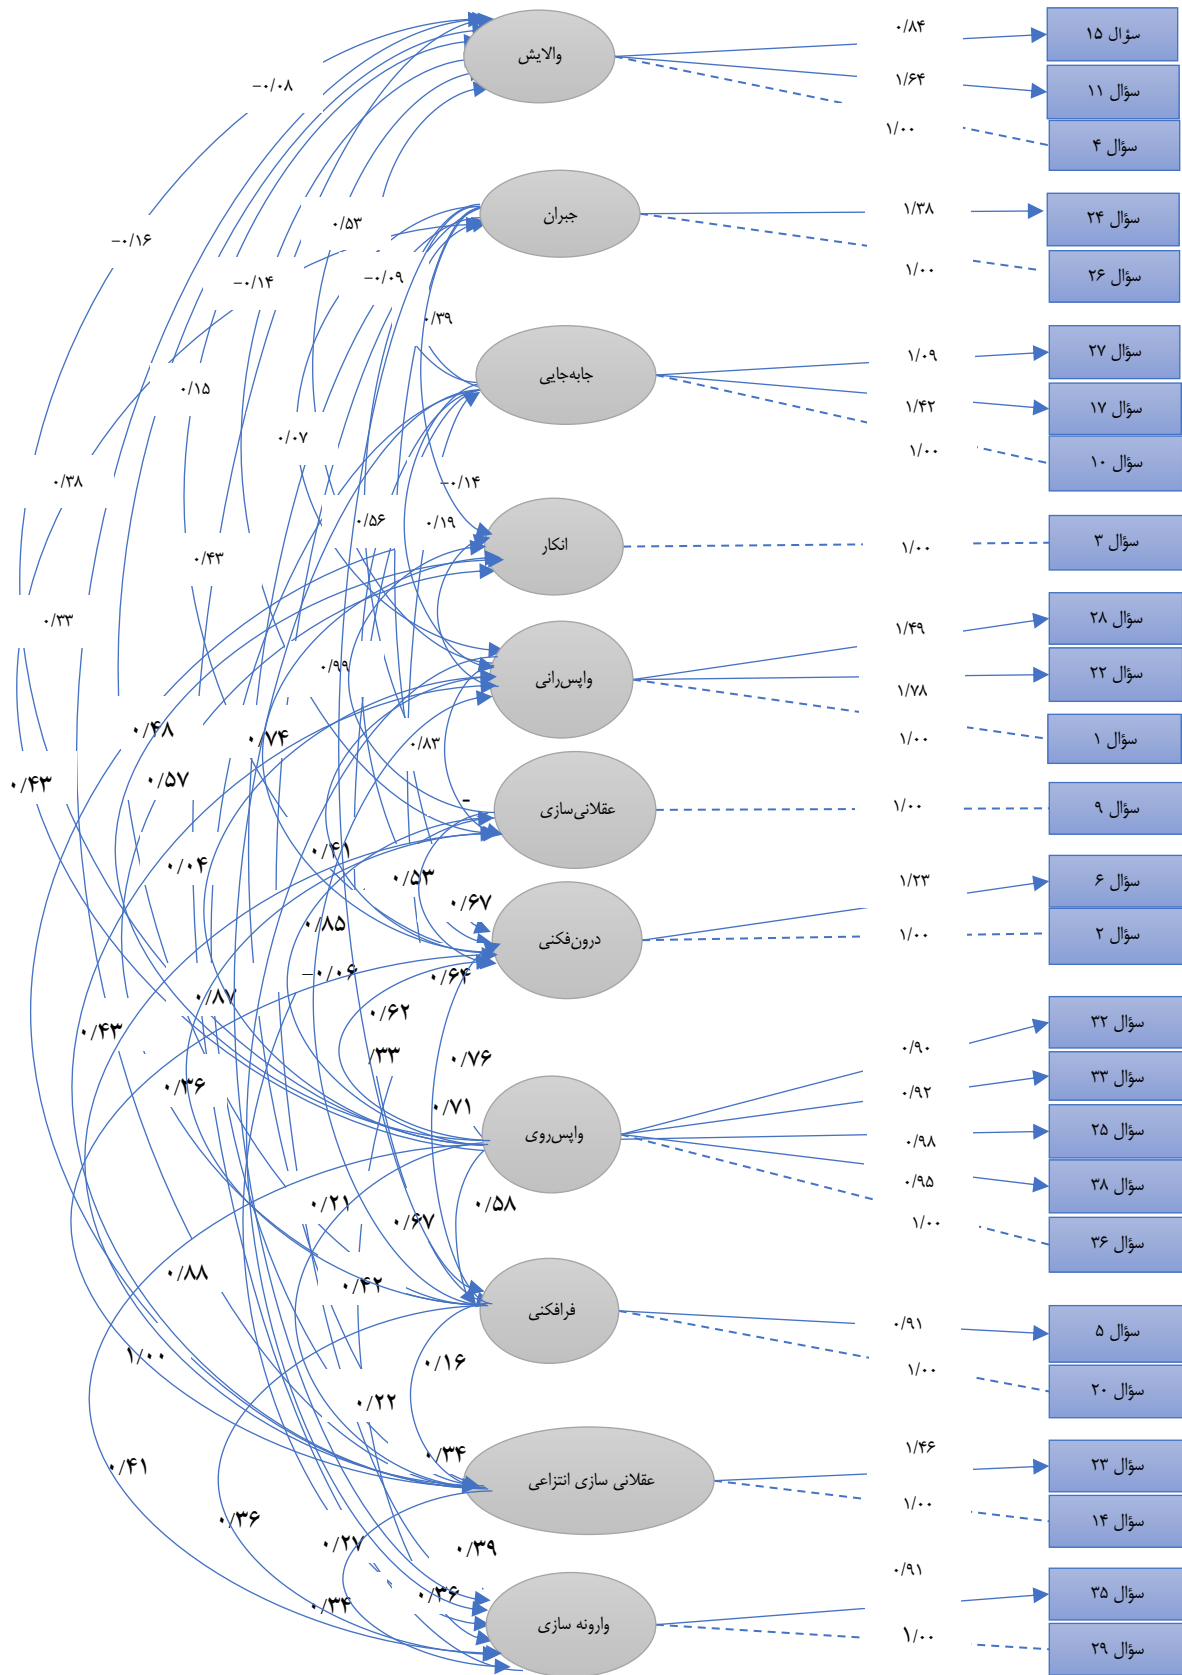 والایش
۰/۸۴
سؤال ۱۵
۱/۶۴
سؤال ۱۱
۱/۰۰
سؤال ۴
−۰/۰۸
جبران
۱/۳۸
سؤال ۲۴
۱/۰۰
سؤال ۲۶
−۰/۱۶
۰/۵۳
−۰/۱۴
−۰/۰۹
۰/۳۹
جابه‌جایی
۱/۰۹
سؤال ۲۷
۱/۴۲
سؤال ۱۷
۱/۰۰
سؤال ۱۰
۰/۱۵
۰/۰۷
۰/۳۸
−۰/۱۴
۰/۵۶
۰/۱۹
انکار
۱/۰۰
سؤال ۳
۰/۴۳
۰/۳۳
۰/۹۹
واپس‌رانی
۱/۴۹
سؤال ۲۸
۱/۷۸
سؤال ۲۲
۱/۰۰
سؤال ۱
۰/۴۸
۰/۷۴
۰/۸۳
۰/۴۳
۰/۵۷
-
عقلانی‌سازی
۱/۰۰
سؤال ۹
۰/۰۴
۰/۴۱
۰/۵۳
۰/۶۷
درون‌فکنی
۱/۲۳
سؤال ۶
۱/۰۰
سؤال ۲
۰/۸۵
−۰/۰۶
۰/۶۴
۰/۸۷
۰/۶۲
۰/۴۳
/۳۳
۰/۷۶
۰/۳۶
۰/۷۱
واپس‌روی
۰/۹۰
سؤال ۳۲
۰/۹۲
سؤال ۳۳
۰/۹۸
سؤال ۲۵
۰/۹۵
سؤال ۳۸
۱/۰۰
سؤال ۳۶
۰/۲۱
۰/۶۷
۰/۵۸
۰/۸۸
۰/۴۲
فرافکنی
۰/۹۱
سؤال ۵
۱/۰۰
سؤال ۲۰
۱/۰۰
۰/۱۶
۰/۲۲
۰/۳۴
۰/۴۱
عقلانی سازی انتزاعی
۱/۴۶
سؤال ۲۳
۱/۰۰
سؤال ۱۴
۰/۳۶
۰/۲۷
۰/۳۹
۰/۳۴
۰/۳۶
وارونه سازی
۰/۹۱
سؤال ۳۵
۱/۰۰
سؤال ۲۹